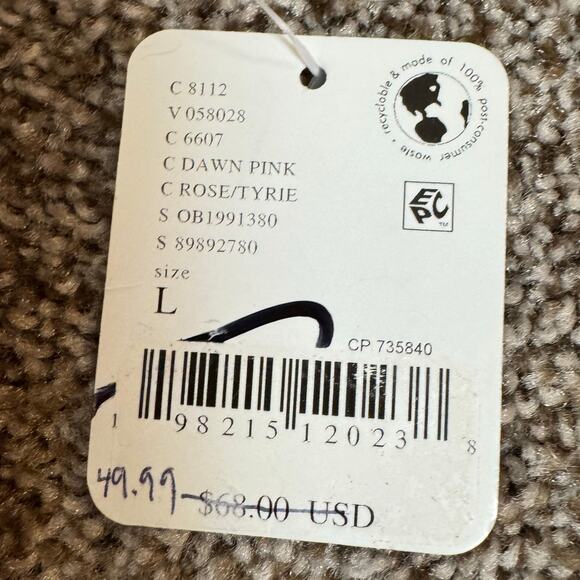 C 8112
V 058028
C 6607
C DAWN PINK
C ROSE/TYRIE
S OB1991380
S 89892780
size
L
recyclable & made of 100% post-consumer waste
EPC
TM
CP 735840
1 98215 12023 8
49.99 $68.00 USD